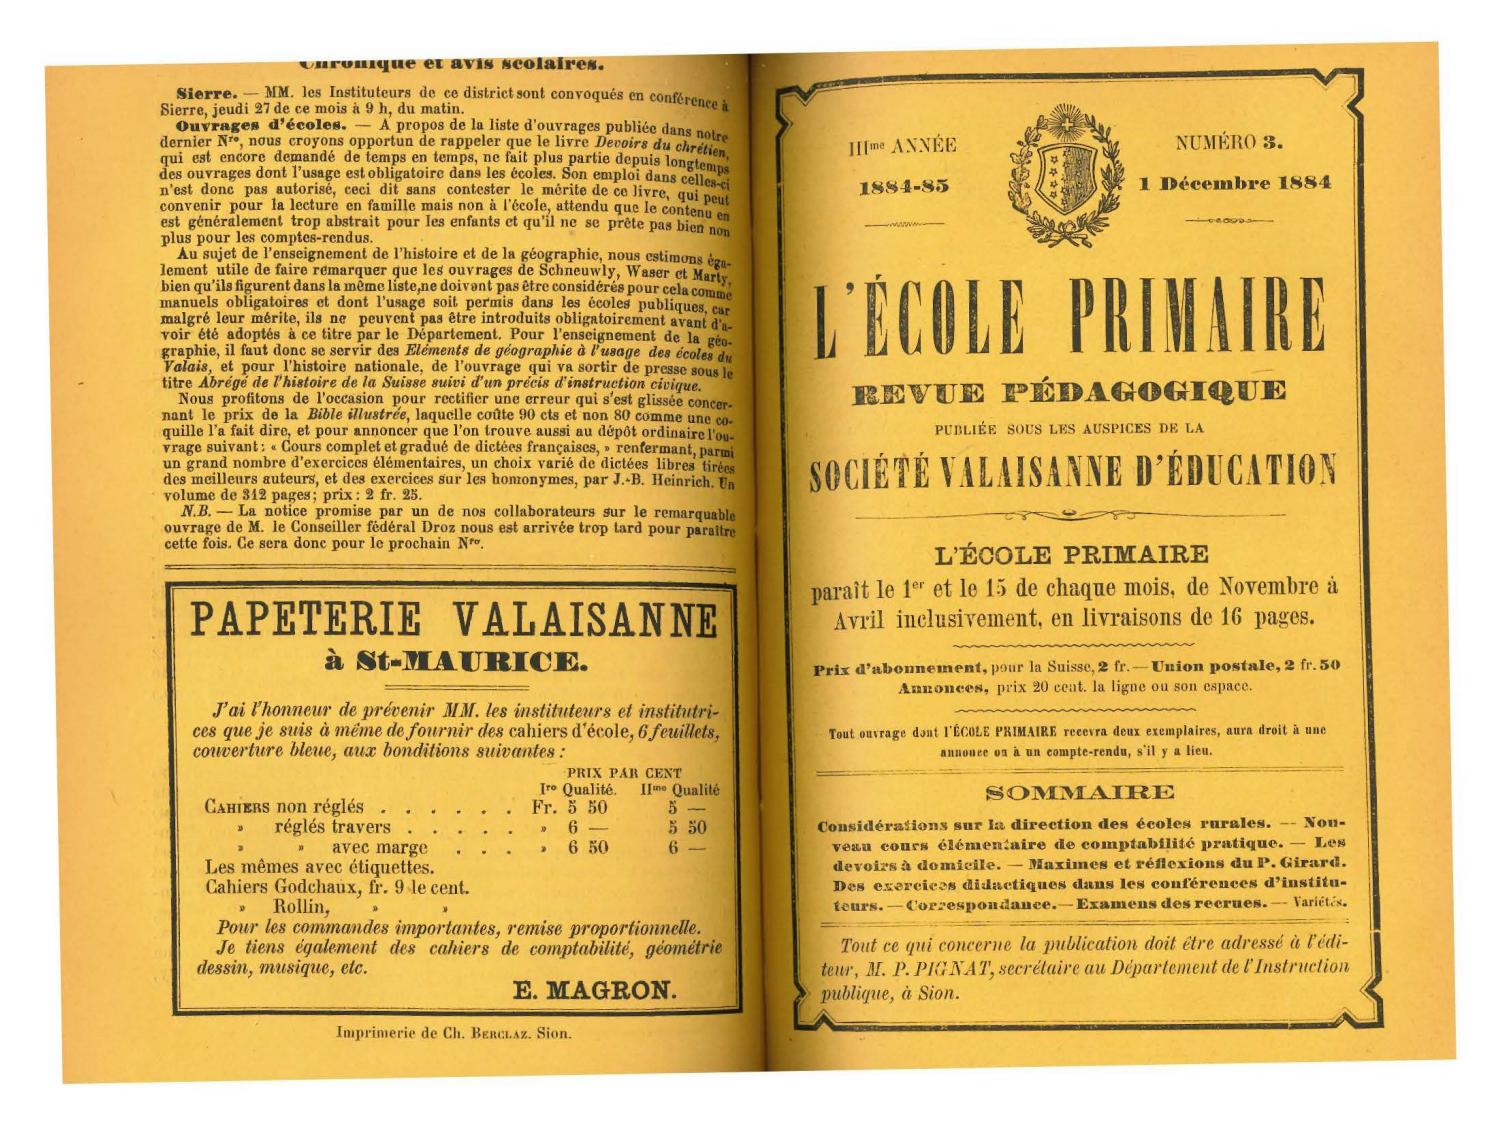 Chronique et avis scolaires.
Sierre. — MM. les Instituteurs de ce district sont convoqués en conférence à
Sierre, jeudi 27 de ce mois à 9 h, du matin.
Ouvrages d'écoles. — A propos de la liste d'ouvrages publiée dans notre
dernier Nro, nous croyons opportun de rappeler que le livre Devoirs du chrétien,
qui est encore demandé de temps en temps, ne fait plus partie depuis longtemps
des ouvrages dont l'usage est obligatoire dans les écoles. Son emploi dans celles-ci
n'est donc pas autorisé, ceci dit sans contester le mérite de ce livre, qui peut
convenir pour la lecture en famille mais non à l'école, attendu que le contenu en
est généralement trop abstrait pour les enfants et qu'il ne se prête pas bien non
plus pour les comptes-rendus.
Au sujet de l'enseignement de l'histoire et de la géographie, nous estimons éga-
lement utile de faire remarquer que les ouvrages de Schneuwly, Waser et Marty,
bien qu'ils figurent dans la même liste, ne doivent pas être considérés pour cela comme
manuels obligatoires et dont l'usage soit permis dans les écoles publiques, car
malgré leur mérite, ils ne peuvent pas être introduits obligatoirement avant d'a-
voir été adoptés à ce titre par le Département. Pour l'enseignement de la géo-
graphie, il faut donc se servir des Eléments de géographie à l'usage des écoles du
Valais, et pour l'histoire nationale, de l'ouvrage qui va sortir de presse sous le
titre Abrégé de l'histoire de la Suisse suivi d'un précis d'instruction civique.
Nous profitons de l'occasion pour rectifier une erreur qui s'est glissée concer-
nant le prix de la Bible illustrée, laquelle coûte 90 cts et non 80 comme une co-
quille l'a fait dire, et pour annoncer que l'on trouve aussi au dépôt ordinaire l'ou-
vrage suivant : « Cours complet et gradué de dictées françaises, » renfermant, parmi
un grand nombre d'exercices élémentaires, un choix varié de dictées libres tirées
des meilleurs auteurs, et des exercices sur les homonymes, par J.-B. Heinrich. Un
volume de 312 pages; prix : 2 fr. 25.
N.B. — La notice promise par un de nos collaborateurs sur le remarquable
ouvrage de M. le Conseiller fédéral Droz nous est arrivée trop tard pour paraître
cette fois. Ce sera donc pour le prochain Nro.
PAPETERIE VALAISANNE
à St-MAURICE.
J'ai l'honneur de prévenir MM. les instituteurs et institutri-
ces que je suis à même de fournir des cahiers d'école, 6 feuillets,
couverture bleue, aux bonditions suivantes :
PRIX PAR CENT
Iro Qualité. IIme Qualité
CAHIERS non réglés . . . . . . Fr. 5 50 5 —
» réglés travers . . . . . » 6 — 5 50
» » avec marge . . . » 6 50 6 —
Les mêmes avec étiquettes.
Cahiers Godchaux, fr. 9 le cent.
» Rollin, » »
Pour les commandes importantes, remise proportionnelle.
Je tiens également des cahiers de comptabilité, géométrie
dessin, musique, etc.
E. MAGRON.
Imprimerie de Ch. BERCLAZ. Sion.
IIIme ANNÉE
1884-85
NUMÉRO 3.
1 Décembre 1884
L'ÉCOLE PRIMAIRE
REVUE PÉDAGOGIQUE
PUBLIÉE SOUS LES AUSPICES DE LA
SOCIÉTÉ VALAISANNE D'ÉDUCATION
L'ÉCOLE PRIMAIRE
paraît le 1er et le 15 de chaque mois, de Novembre à
Avril inclusivement, en livraisons de 16 pages.
Prix d'abonnement, pour la Suisse, 2 fr. — Union postale, 2 fr. 50
Annonces, prix 20 cent. la ligne ou son espace.
Tout ouvrage dont l'ÉCOLE PRIMAIRE recevra deux exemplaires, aura droit à une
annonce ou à un compte-rendu, s'il y a lieu.
SOMMAIRE
Considérations sur la direction des écoles rurales. — Nou-
veau cours élémentaire de comptabilité pratique. — Les
devoirs à domicile. — Maximes et réflexions du P. Girard.
Des exercices didactiques dans les conférences d'institu-
teurs. — Correspondance. — Examens des recrues. — Variétés.
Tout ce qui concerne la publication doit être adressé à l'édi-
teur, M. P. PIGNAT, secrétaire au Département de l'Instruction
publique, à Sion.